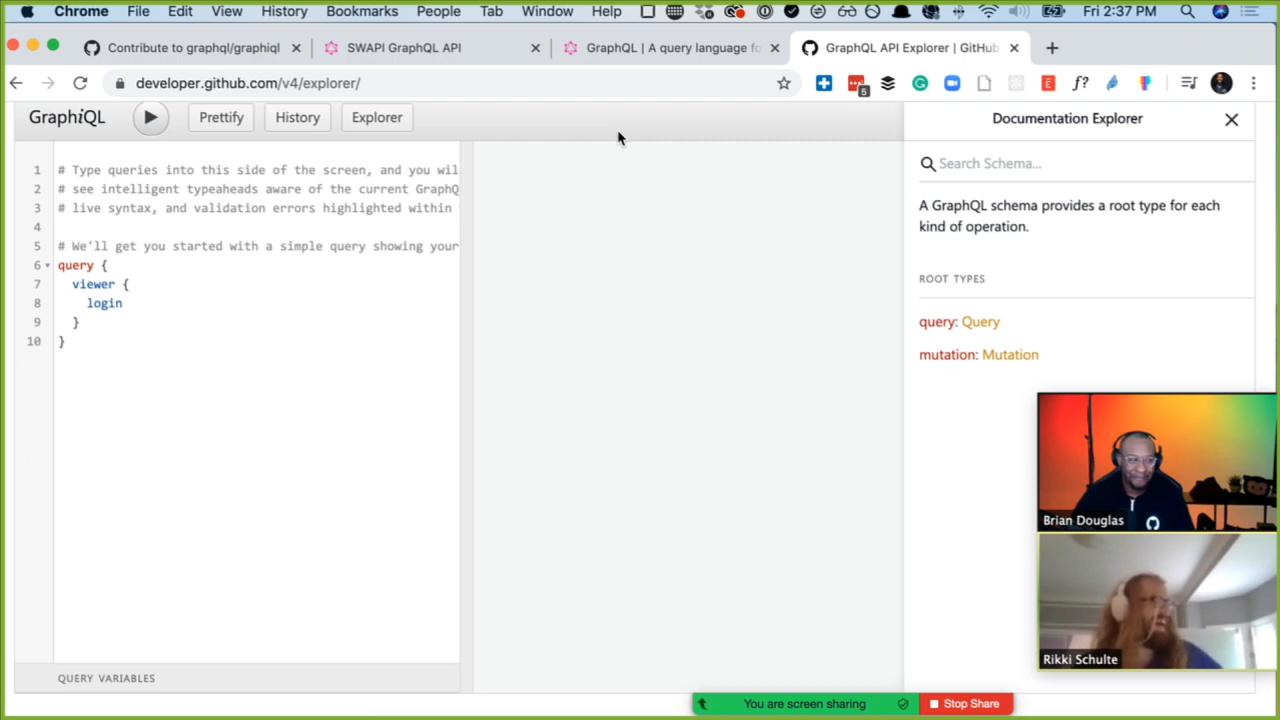 Chrome File Edit View History Bookmarks People Tab Window Help Fri 2:37 PM
Contribute to graphql/graphiql
SWAPI GraphQL API
GraphQL | A query language fo
GraphQL API Explorer | GitHub
developer.github.com/v4/explorer/
5
f?
GraphiQL
Prettify
History
Explorer
Documentation Explorer
1 # Type queries into this side of the screen, and you wil
2 # see intelligent typeaheads aware of the current GraphQ
3 # live syntax, and validation errors highlighted within
4
5 # We'll get you started with a simple query showing your
6 query {
7 viewer {
8 login
9 }
10 }
QUERY VARIABLES
Search Schema...
A GraphQL schema provides a root type for each
kind of operation.
ROOT TYPES
query: Query
mutation: Mutation
Brian Douglas
Rikki Schulte
You are screen sharing
Stop Share